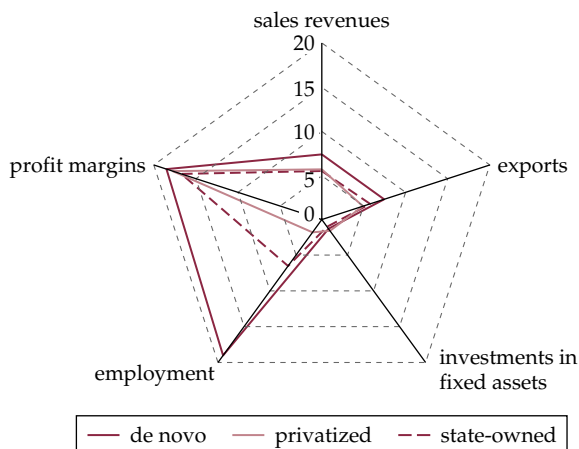 sales revenues
20
15
10
5
0
profit margins
exports
employment
investments in
fixed assets
de novo privatized state-owned